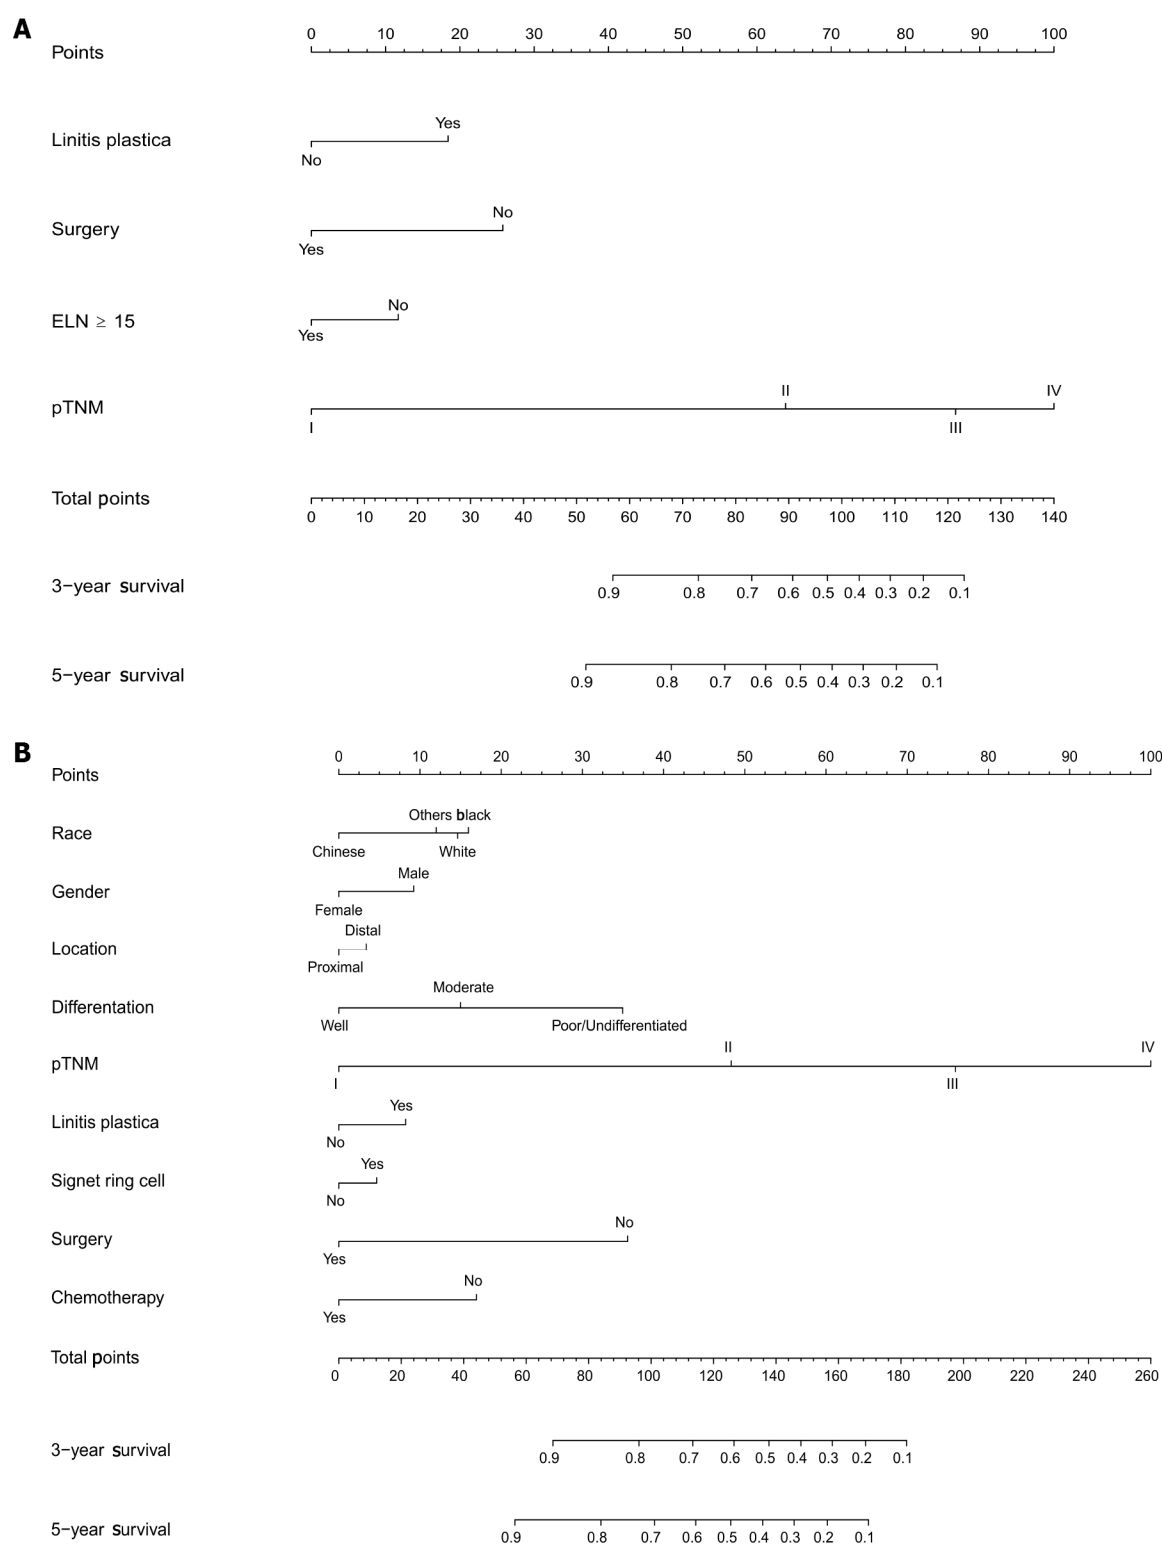 A
0 10 20 30 40 50 60 70 80 90 100
Points
Yes
Linitis plastica
No
No
Surgery
Yes
No
ELN ≥ 15
Yes
II IV
pTNM
I III
Total points
0 10 20 30 40 50 60 70 80 90 100 110 120 130 140
3−year survival
0.9 0.8 0.7 0.6 0.5 0.4 0.3 0.2 0.1
5−year survival
0.9 0.8 0.7 0.6 0.5 0.4 0.3 0.2 0.1
B
0 10 20 30 40 50 60 70 80 90 100
Points
Others black
Race
Chinese White
Male
Gender
Female
Distal
Location
Proximal
Moderate
Differentation
Well Poor/Undifferentiated
II IV
pTNM
I III
Yes
Linitis plastica
No
Yes
Signet ring cell
No
No
Surgery
Yes
No
Chemotherapy
Yes
Total points
0 20 40 60 80 100 120 140 160 180 200 220 240 260
3−year survival
0.9 0.8 0.7 0.6 0.5 0.4 0.3 0.2 0.1
5−year survival
0.9 0.8 0.7 0.6 0.5 0.4 0.3 0.2 0.1